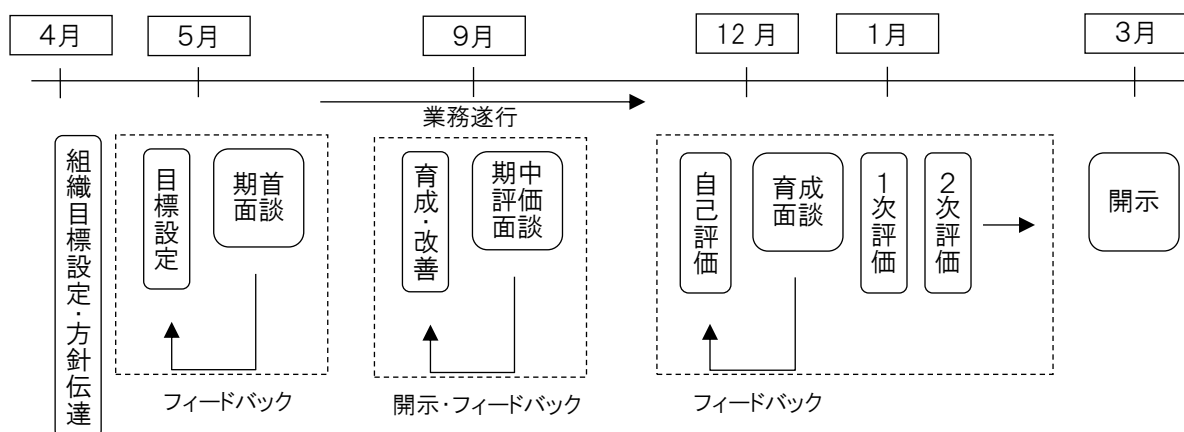 4月
5月
9月
12月
1月
3月
業務遂行
組織目標設定・方針伝達
目標設定
期首
面談
育成・改善
期中
評価
面談
自己評価
育成
面談
1次評価
2次評価
開示
フィードバック
開示・フィードバック
フィードバック